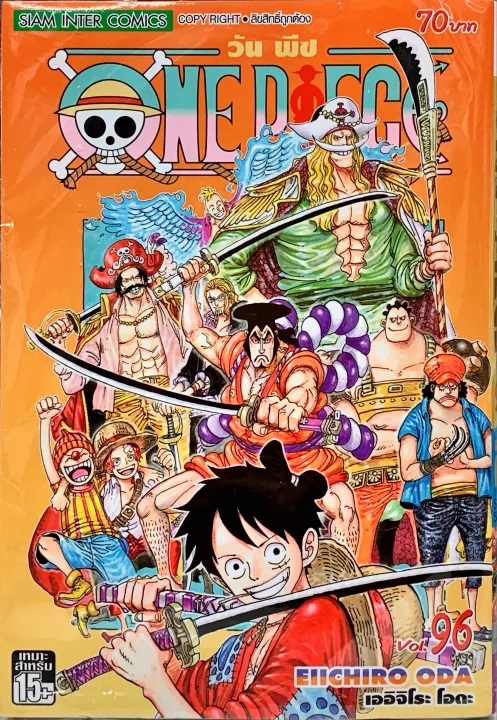 SIAM INTER COMICS
COPY RIGHT • ลิขสิทธิ์ถูกต้อง
70บาท
วัน พีซ
ONE PIECE
Vol. 96
EIICHIRO ODA
เออิจิโระ โอดะ
เหมาะ
สำหรับ
15+